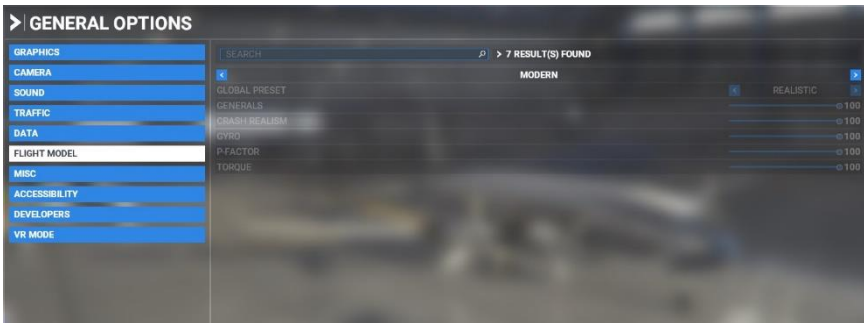 GENERAL OPTIONS
GRAPHICS
CAMERA
SOUND
TRAFFIC
DATA
FLIGHT MODEL
MISC
ACCESSIBILITY
DEVELOPERS
VR MODE
SEARCH > 7 RESULT(S) FOUND
MODERN
GLOBAL PRESET REALISTIC
GENERALS 100
CRASH REALISM 100
GYRO 100
P-FACTOR 100
TORQUE 100